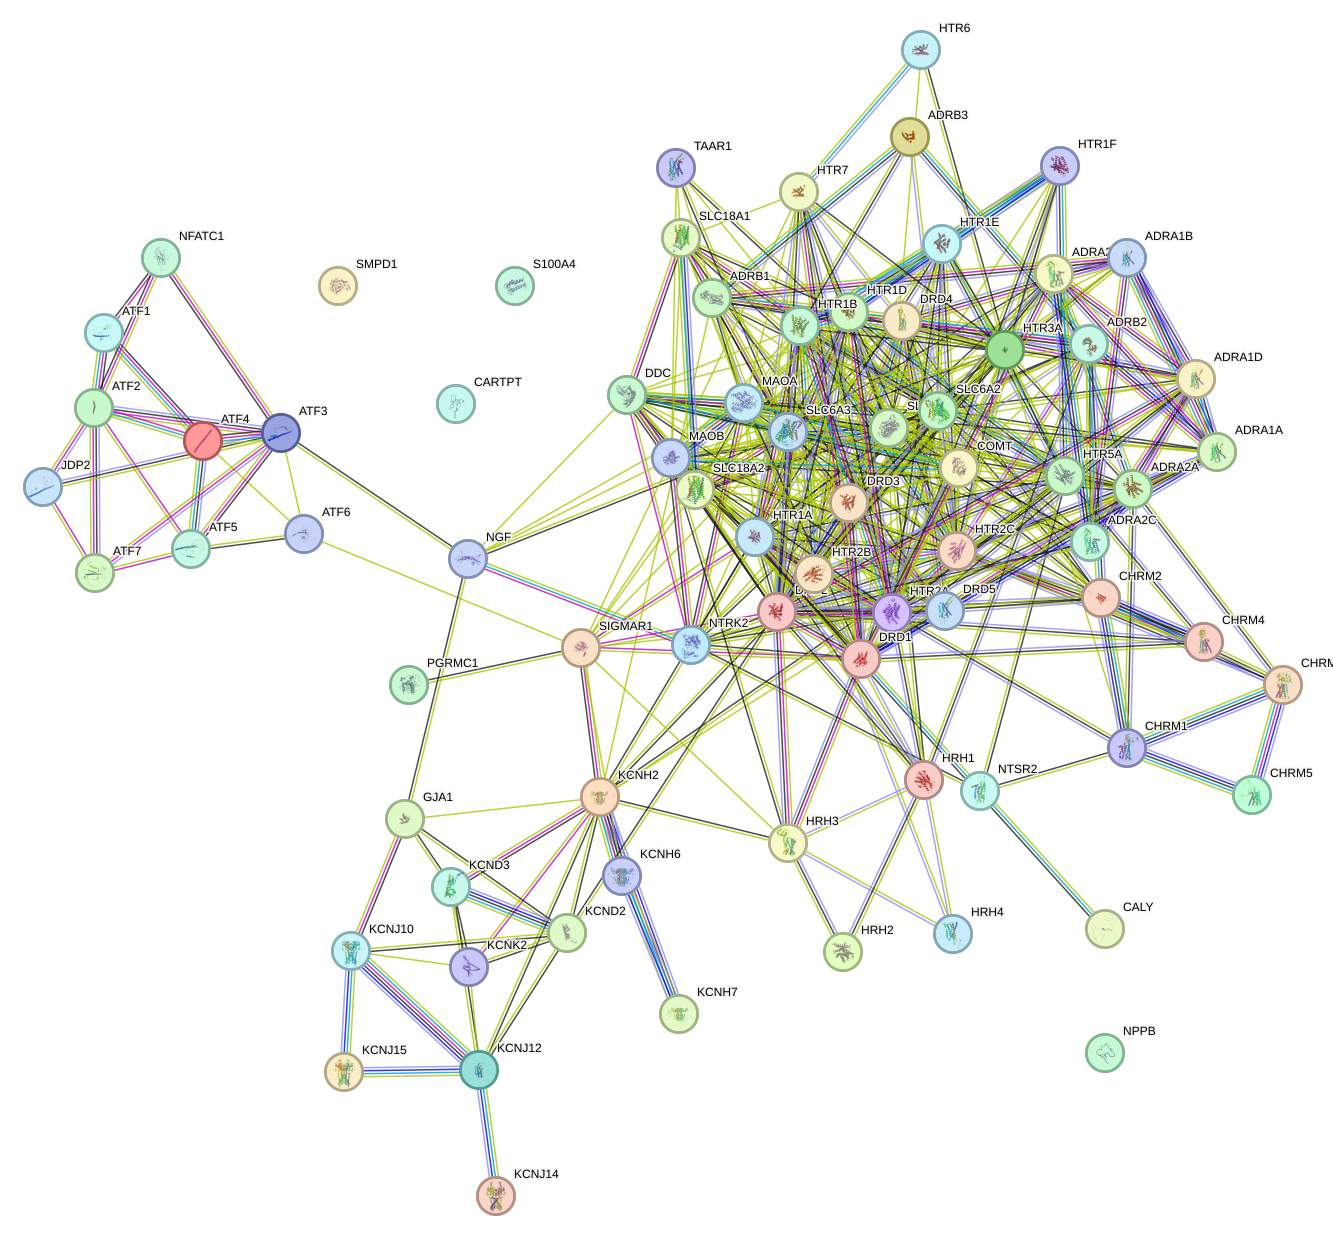 HTR6
ADRB3
TAAR1
HTR1F
HTR7
SLC18A1
HTR1E
NFATC1
ADRA1B
ADRA2
SMPD1
S100A4
ADRB1
HTR1D
DRD4
HTR1B
ATF1
HTR3A
ADRB2
ADRA1D
DDC
MAOA
CARTPT
ATF2
SLC6A2
SL
SLC6A3
ATF4
ATF3
ADRA1A
MAOB
COMT
HTR5A
JDP2
SLC18A2
ADRA2A
DRD3
ATF6
HTR1A
ADRA2C
ATF5
NGF
HTR2C
ATF7
HTR2B
CHRM2
HTR2A
DRD5
SIGMAR1
NTRK2
CHRM4
DRD1
PGRMC1
CHRM
CHRM1
HRH1
NTSR2
KCNH2
CHRM5
GJA1
HRH3
KCNH6
KCND3
CALY
KCND2
HRH4
KCNJ10
HRH2
KCNK2
KCNH7
NPPB
KCNJ15
KCNJ12
KCNJ14